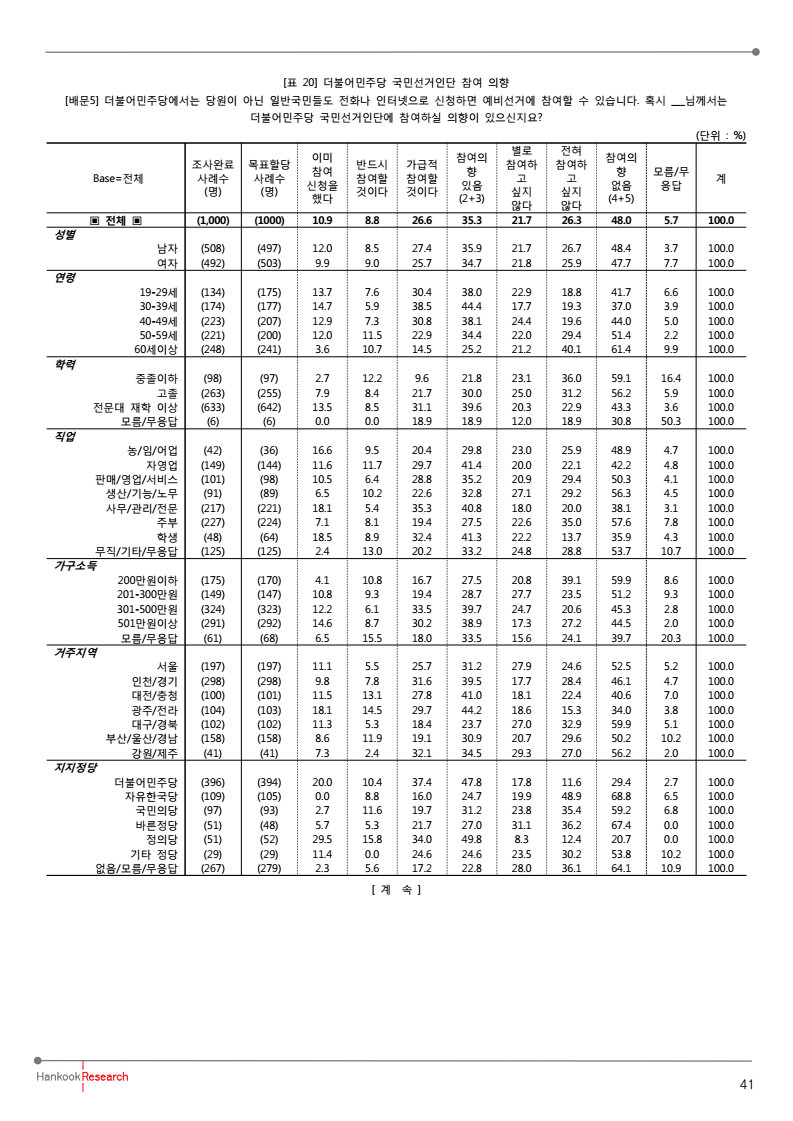 [표 20] 더불어민주당 국민선거인단 참여 의향
[배문5] 더불어민주당에서는 당원이 아닌 일반국민들도 전화나 인터넷으로 신청하면 예비선거에 참여할 수 있습니다. 혹시 __님께서는
더불어민주당 국민선거인단에 참여하실 의향이 있으신지요?
(단위 : %)
Base=전체 조사완료 사례수 (명) 목표할당 사례수 (명) 이미 참여 신청을 했다 반드시 참여할 것이다 가급적 참여할 것이다 참여의향 있음 (2+3) 별로 참여하고 싶지 않다 전혀 참여하고 싶지 않다 참여의향 없음 (4+5) 모름/무응답 계
▣ 전체 ▣ (1,000) (1000) 10.9 8.8 26.6 35.3 21.7 26.3 48.0 5.7 100.0
성별
남자 (508) (497) 12.0 8.5 27.4 35.9 21.7 26.7 48.4 3.7 100.0
여자 (492) (503) 9.9 9.0 25.7 34.7 21.8 25.9 47.7 7.7 100.0
연령
19-29세 (134) (175) 13.7 7.6 30.4 38.0 22.9 18.8 41.7 6.6 100.0
30-39세 (174) (177) 14.7 5.9 38.5 44.4 17.7 19.3 37.0 3.9 100.0
40-49세 (223) (207) 12.9 7.3 30.8 38.1 24.4 19.6 44.0 5.0 100.0
50-59세 (221) (200) 12.0 11.5 22.9 34.4 22.0 29.4 51.4 2.2 100.0
60세이상 (248) (241) 3.6 10.7 14.5 25.2 21.2 40.1 61.4 9.9 100.0
학력
중졸이하 (98) (97) 2.7 12.2 9.6 21.8 23.1 36.0 59.1 16.4 100.0
고졸 (263) (255) 7.9 8.4 21.7 30.0 25.0 31.2 56.2 5.9 100.0
전문대 재학 이상 (633) (642) 13.5 8.5 31.1 39.6 20.3 22.9 43.3 3.6 100.0
모름/무응답 (6) (6) 0.0 0.0 18.9 18.9 12.0 18.9 30.8 50.3 100.0
직업
농/임/어업 (42) (36) 16.6 9.5 20.4 29.8 23.0 25.9 48.9 4.7 100.0
자영업 (149) (144) 11.6 11.7 29.7 41.4 20.0 22.1 42.2 4.8 100.0
판매/영업/서비스 (101) (98) 10.5 6.4 28.8 35.2 20.9 29.4 50.3 4.1 100.0
생산/기능/노무 (91) (89) 6.5 10.2 22.6 32.8 27.1 29.2 56.3 4.5 100.0
사무/관리/전문 (217) (221) 18.1 5.4 35.3 40.8 18.0 20.0 38.1 3.1 100.0
주부 (227) (224) 7.1 8.1 19.4 27.5 22.6 35.0 57.6 7.8 100.0
학생 (48) (64) 18.5 8.9 32.4 41.3 22.2 13.7 35.9 4.3 100.0
무직/기타/무응답 (125) (125) 2.4 13.0 20.2 33.2 24.8 28.8 53.7 10.7 100.0
가구소득
200만원이하 (175) (170) 4.1 10.8 16.7 27.5 20.8 39.1 59.9 8.6 100.0
201-300만원 (149) (147) 10.8 9.3 19.4 28.7 27.7 23.5 51.2 9.3 100.0
301-500만원 (324) (323) 12.2 6.1 33.5 39.7 24.7 20.6 45.3 2.8 100.0
501만원이상 (291) (292) 14.6 8.7 30.2 38.9 17.3 27.2 44.5 2.0 100.0
모름/무응답 (61) (68) 6.5 15.5 18.0 33.5 15.6 24.1 39.7 20.3 100.0
거주지역
서울 (197) (197) 11.1 5.5 25.7 31.2 27.9 24.6 52.5 5.2 100.0
인천/경기 (298) (298) 9.8 7.8 31.6 39.5 17.7 28.4 46.1 4.7 100.0
대전/충청 (100) (101) 11.5 13.1 27.8 41.0 18.1 22.4 40.6 7.0 100.0
광주/전라 (104) (103) 18.1 14.5 29.7 44.2 18.6 15.3 34.0 3.8 100.0
대구/경북 (102) (102) 11.3 5.3 18.4 23.7 27.0 32.9 59.9 5.1 100.0
부산/울산/경남 (158) (158) 8.6 11.9 19.1 30.9 20.7 29.6 50.2 10.2 100.0
강원/제주 (41) (41) 7.3 2.4 32.1 34.5 29.3 27.0 56.2 2.0 100.0
지지정당
더불어민주당 (396) (394) 20.0 10.4 37.4 47.8 17.8 11.6 29.4 2.7 100.0
자유한국당 (109) (105) 0.0 8.8 16.0 24.7 19.9 48.9 68.8 6.5 100.0
국민의당 (97) (93) 2.7 11.6 19.7 31.2 23.8 35.4 59.2 6.8 100.0
바른정당 (51) (48) 5.7 5.3 21.7 27.0 31.1 36.2 67.4 0.0 100.0
정의당 (51) (52) 29.5 15.8 34.0 49.8 8.3 12.4 20.7 0.0 100.0
기타 정당 (29) (29) 11.4 0.0 24.6 24.6 23.5 30.2 53.8 10.2 100.0
없음/모름/무응답 (267) (279) 2.3 5.6 17.2 22.8 28.0 36.1 64.1 10.9 100.0
[ 계 속 ]
Hankook Research
41